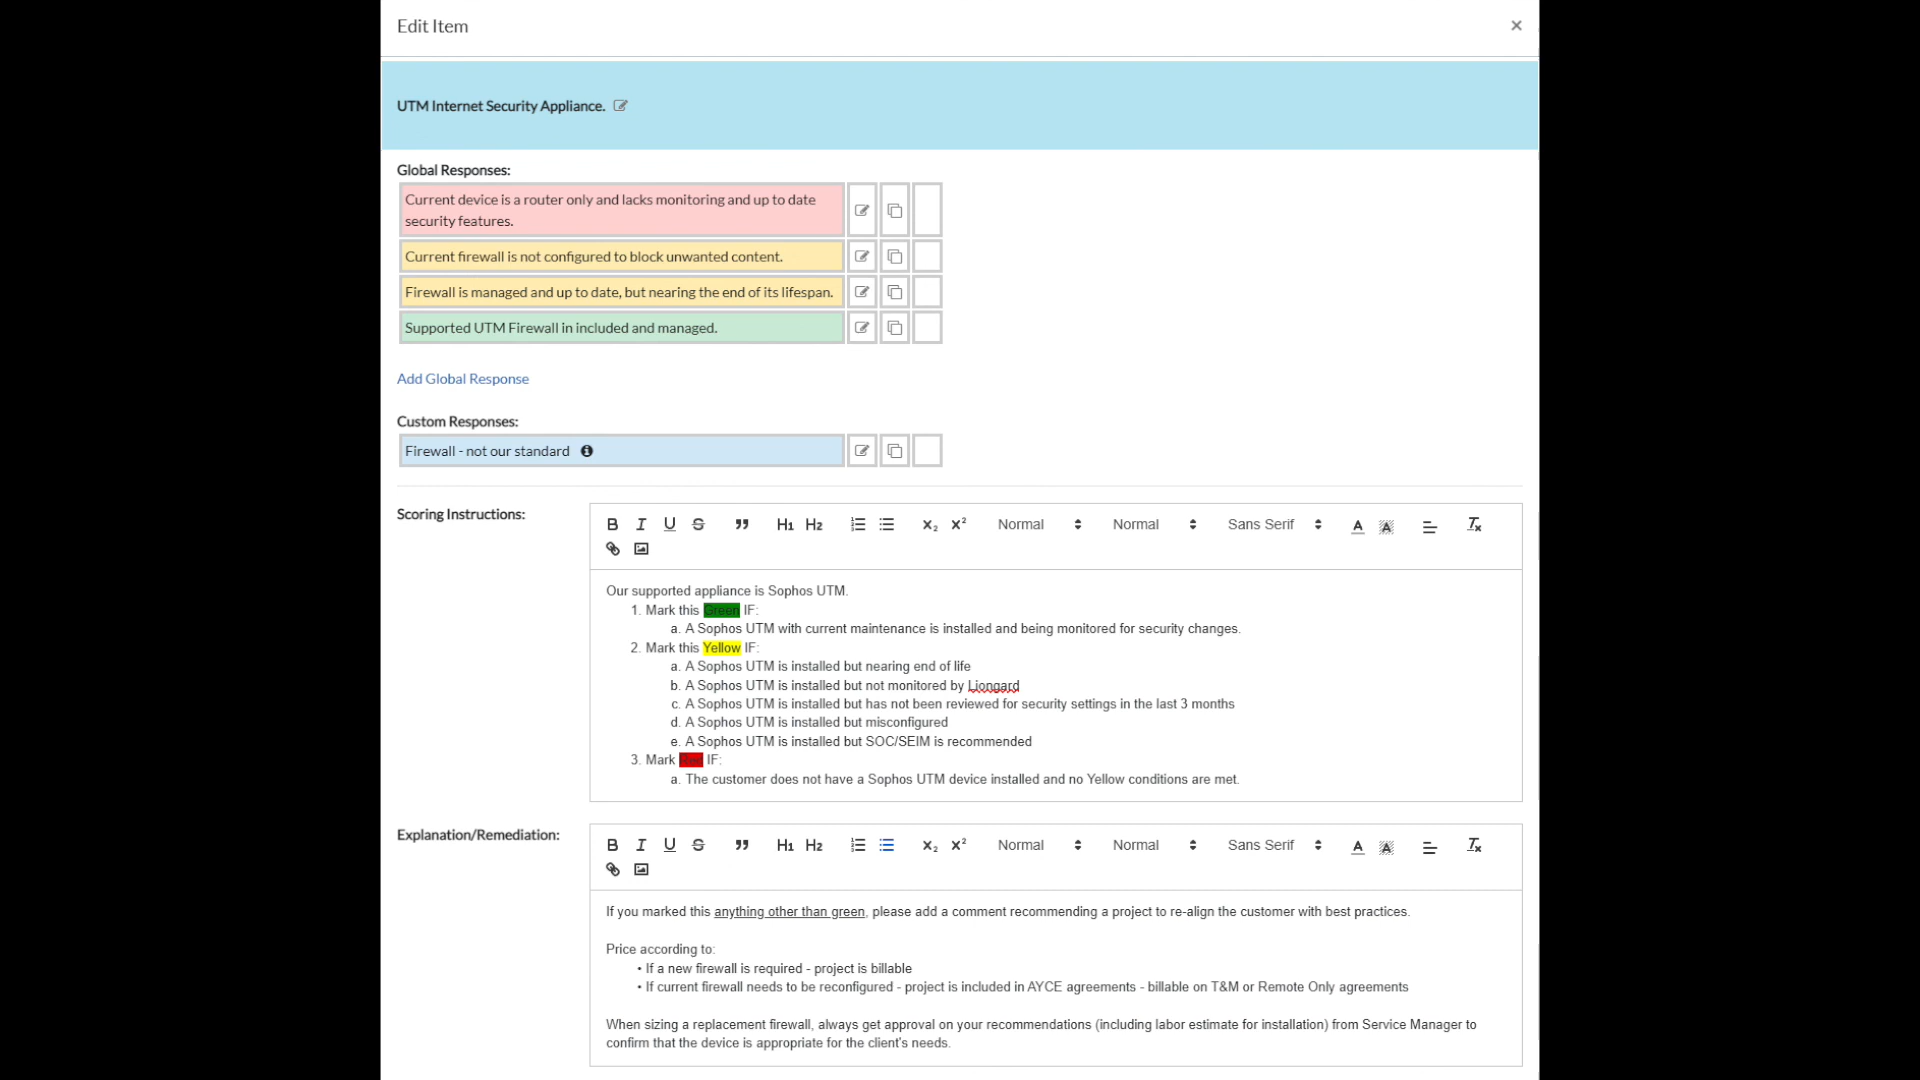 Edit Item
×
UTM Internet Security Appliance.
Global Responses:
Current device is a router only and lacks monitoring and up to date
security features.
Current firewall is not configured to block unwanted content.
Firewall is managed and up to date, but nearing the end of its lifespan.
Supported UTM Firewall in included and managed.
Add Global Response
Custom Responses:
Firewall - not our standard
Scoring Instructions:
B I U S H1 H2 X2 X² Normal Normal Sans Serif A A Tx
Our supported appliance is Sophos UTM.
1. Mark this Green IF:
a. A Sophos UTM with current maintenance is installed and being monitored for security changes.
2. Mark this Yellow IF:
a. A Sophos UTM is installed but nearing end of life
b. A Sophos UTM is installed but not monitored by Liongard
c. A Sophos UTM is installed but has not been reviewed for security settings in the last 3 months
d. A Sophos UTM is installed but misconfigured
e. A Sophos UTM is installed but SOC/SEIM is recommended
3. Mark Red IF:
a. The customer does not have a Sophos UTM device installed and no Yellow conditions are met.
Explanation/Remediation:
B I U S H1 H2 X2 X² Normal Normal Sans Serif A A Tx
If you marked this anything other than green, please add a comment recommending a project to re-align the customer with best practices.
Price according to:
• If a new firewall is required - project is billable
• If current firewall needs to be reconfigured - project is included in AYCE agreements - billable on T&M or Remote Only agreements
When sizing a replacement firewall, always get approval on your recommendations (including labor estimate for installation) from Service Manager to
confirm that the device is appropriate for the client's needs.